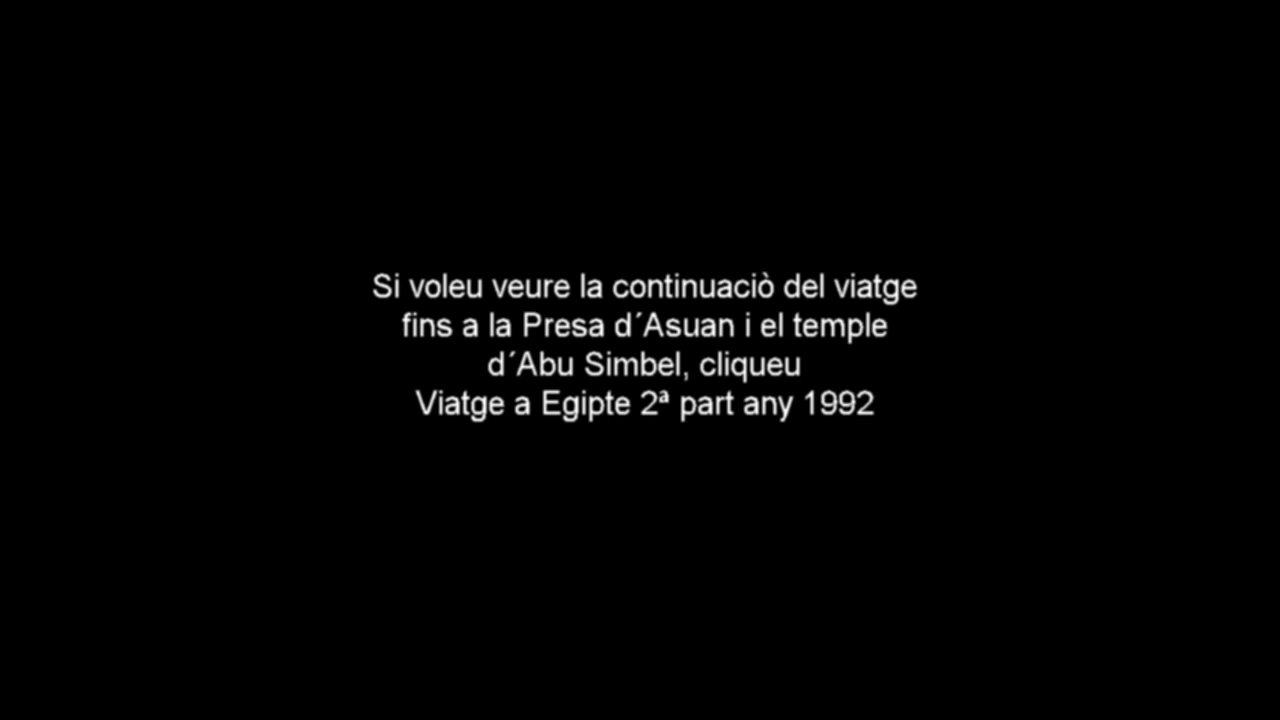 Si voleu veure la continuaciò del viatge
fins a la Presa d´Asuan i el temple
d´Abu Simbel, cliqueu
Viatge a Egipte 2ª part any 1992